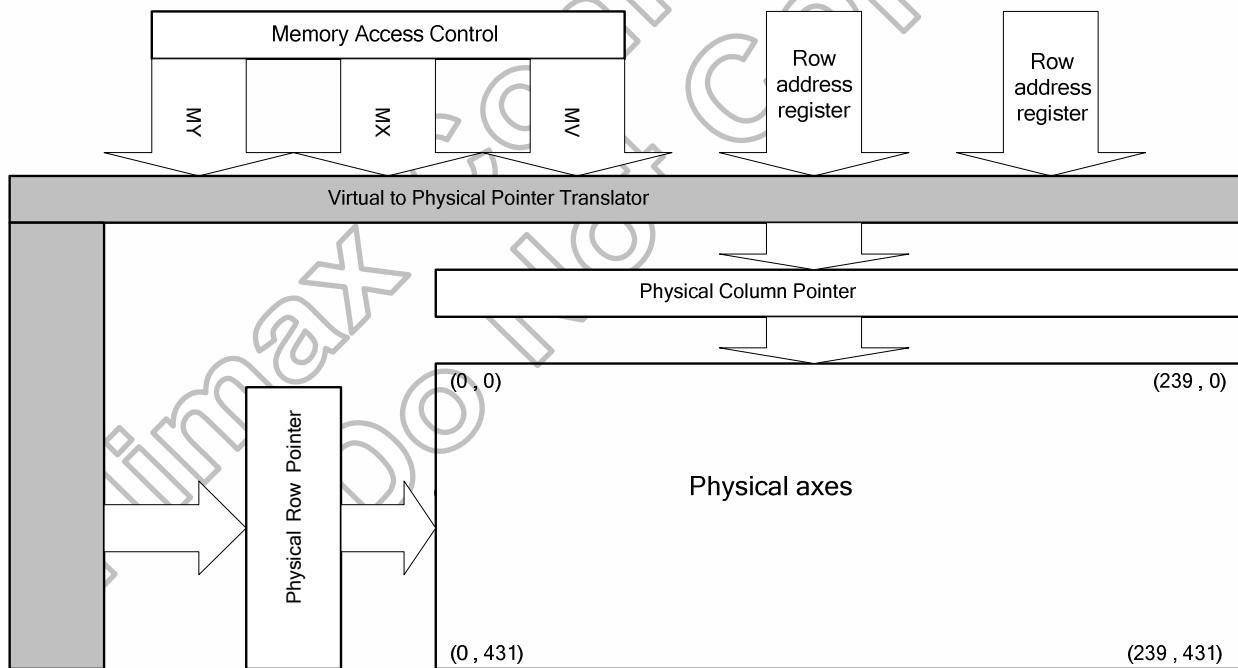 Memory Access Control
MY
MX
MV
Row
address
register
Row
address
register
Virtual to Physical Pointer Translator
Physical Column Pointer
(0 , 0)
(239 , 0)
Physical Row Pointer
Physical axes
(0 , 431)
(239 , 431)